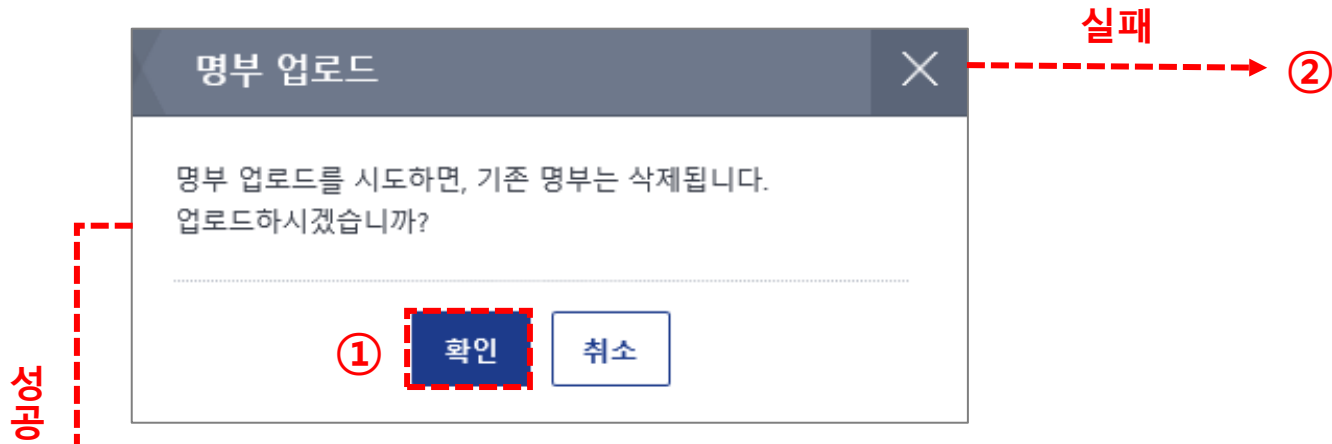 실패
명부 업로드
②
명부 업로드를 시도하면, 기존 명부는 삭제됩니다.
업로드하시겠습니까?
① 확인 취소
성공